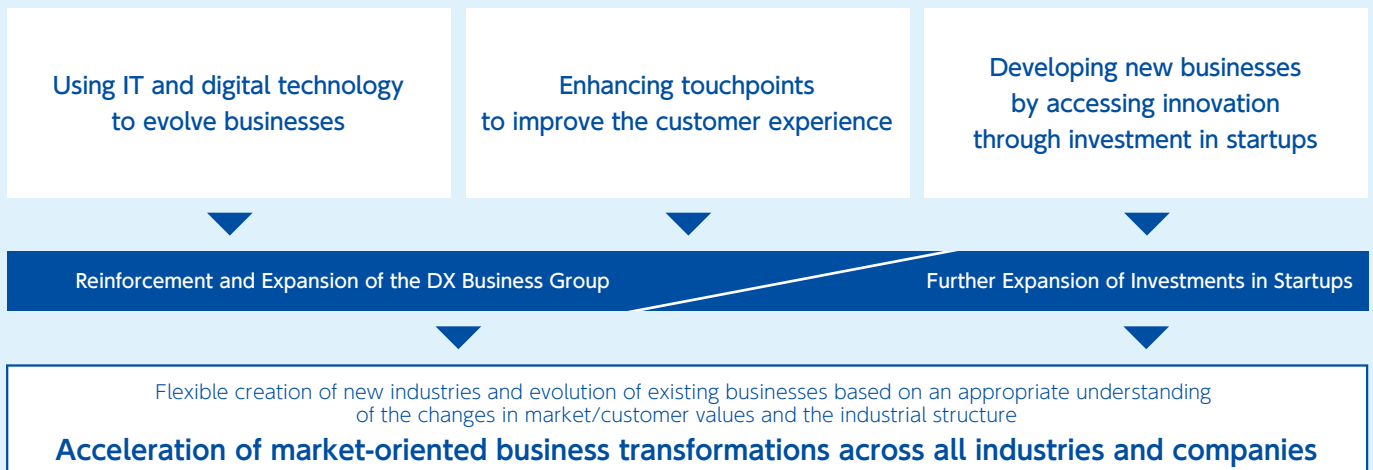 Using IT and digital technology
to evolve businesses
Enhancing touchpoints
to improve the customer experience
Developing new businesses
by accessing innovation
through investment in startups
Reinforcement and Expansion of the DX Business Group
Further Expansion of Investments in Startups
Flexible creation of new industries and evolution of existing businesses based on an appropriate understanding
of the changes in market/customer values and the industrial structure
Acceleration of market-oriented business transformations across all industries and companies